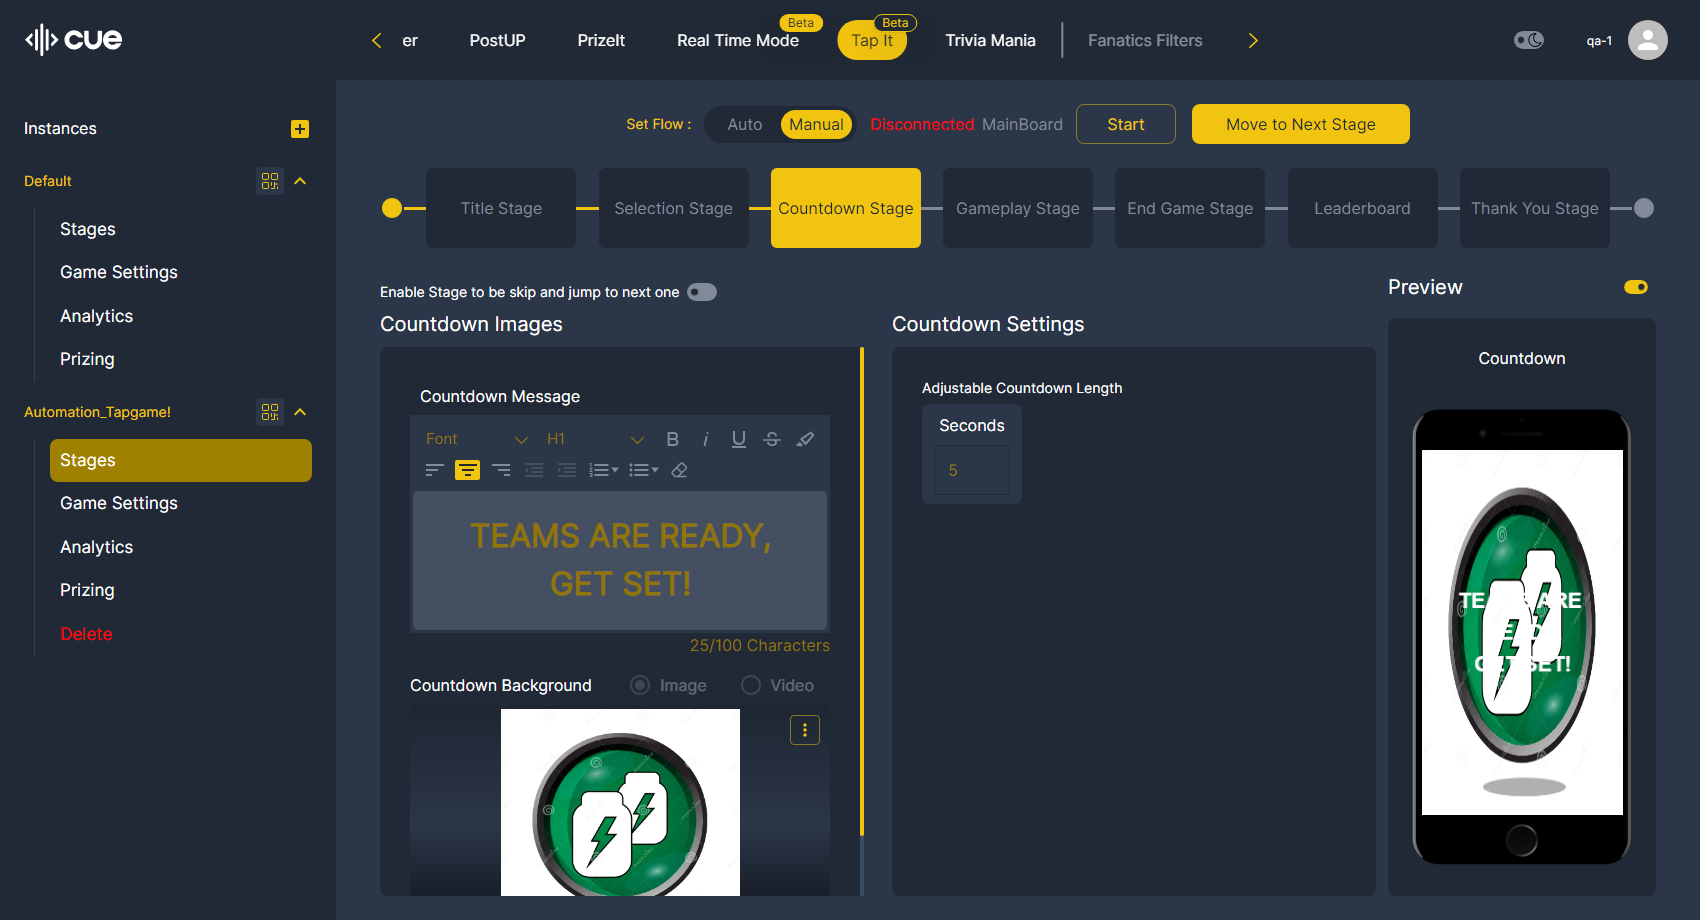 cue
er
PostUP
PrizeIt
Real Time Mode
Beta
Tap It
Beta
Trivia Mania
Fanatics Filters
qa-1
Instances
Default
Stages
Game Settings
Analytics
Prizing
Automation_Tapgame!
Stages
Game Settings
Analytics
Prizing
Delete
Set Flow :
Auto
Manual
Disconnected MainBoard
Start
Move to Next Stage
Title Stage
Selection Stage
Countdown Stage
Gameplay Stage
End Game Stage
Leaderboard
Thank You Stage
Enable Stage to be skip and jump to next one
Countdown Images
Countdown Message
Font
H1
B i U S
TEAMS ARE READY,
GET SET!
25/100 Characters
Countdown Background
Image
Video
Countdown Settings
Adjustable Countdown Length
Seconds
5
Preview
Countdown
TEAMS ARE
GET SET!